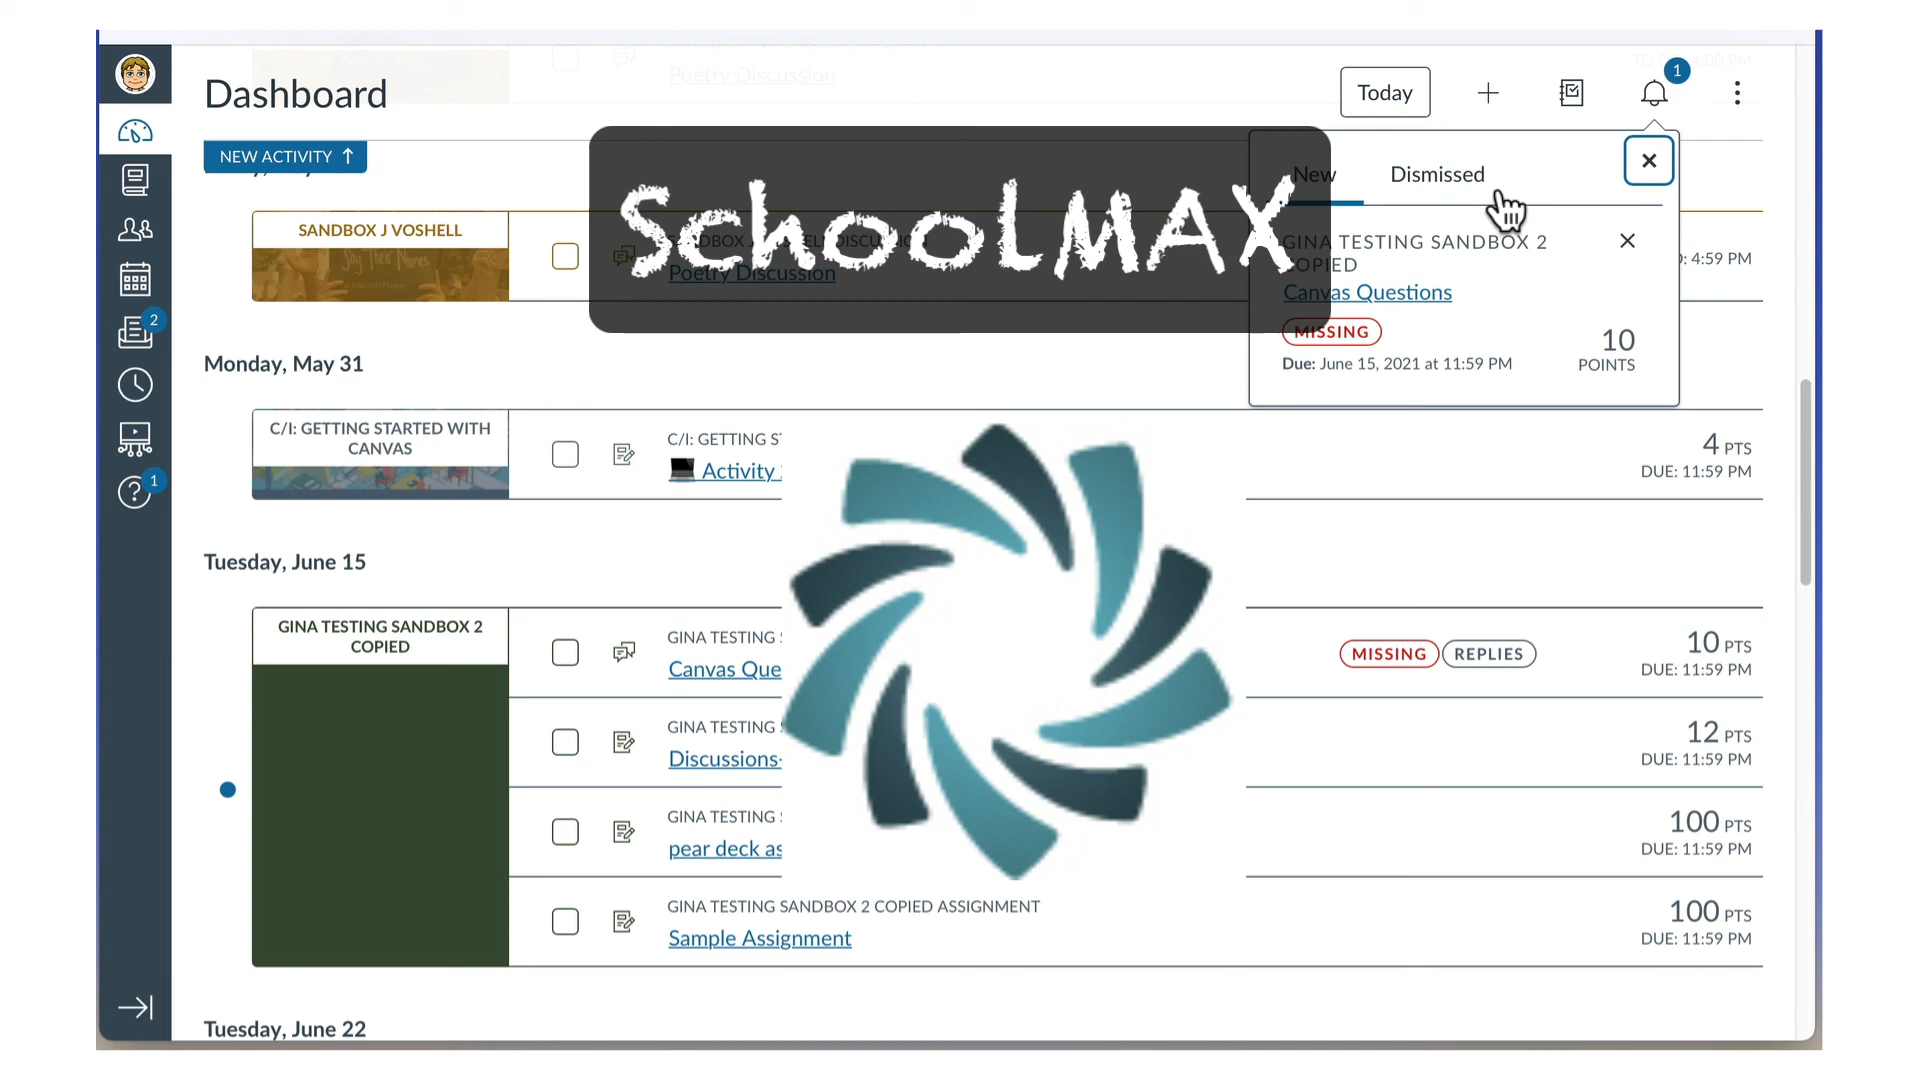 Poetry Discussion
Dashboard
Today
1
NEW ACTIVITY ↑
New
Dismissed
SchoolMAX
SANDBOX J VOSHELL
Say Their Names
Poetry Discussion
GINA TESTING SANDBOX 2
COPIED
Canvas Questions
MISSING
10
POINTS
Due: June 15, 2021 at 11:59 PM
: 4:59 PM
2
1
Monday, May 31
C/I: GETTING STARTED WITH
CANVAS
C/I: GETTING S
Activity
4 PTS
DUE: 11:59 PM
Tuesday, June 15
GINA TESTING SANDBOX 2
COPIED
GINA TESTING
Canvas Que
MISSING
REPLIES
10 PTS
DUE: 11:59 PM
GINA TESTING
Discussions-
12 PTS
DUE: 11:59 PM
GINA TESTING
pear deck as
100 PTS
DUE: 11:59 PM
GINA TESTING SANDBOX 2 COPIED ASSIGNMENT
Sample Assignment
100 PTS
DUE: 11:59 PM
Tuesday, June 22